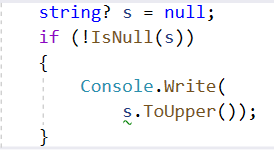 string? s = null;
if (!IsNull(s))
{
Console.Write(
s.ToUpper());
}